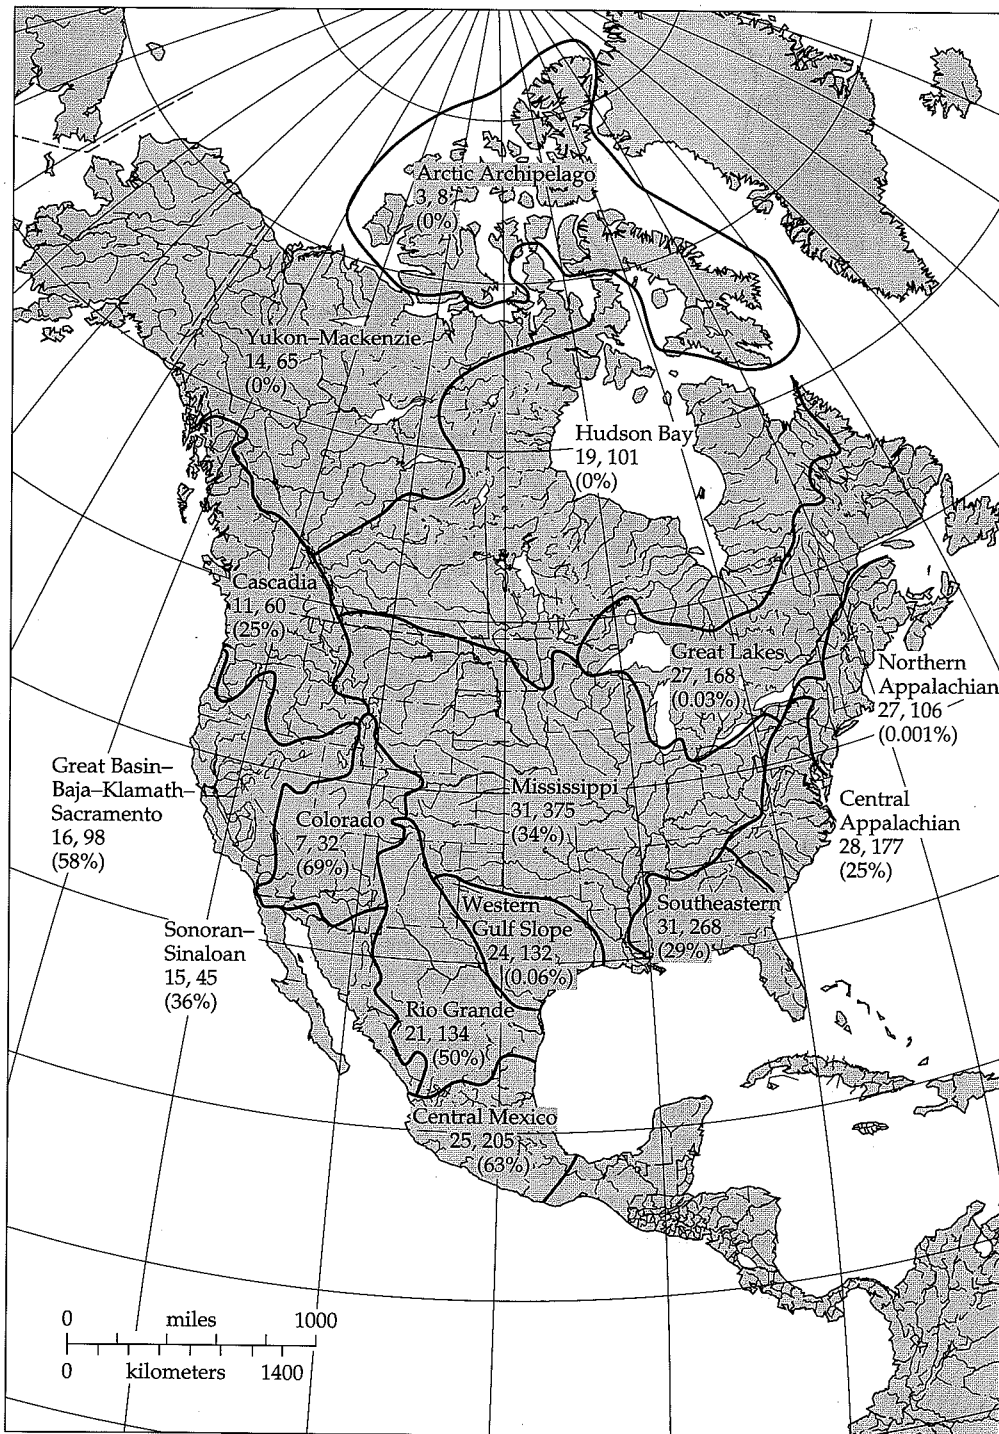 Arctic Archipelago
3, 8
(0%)
Yukon–Mackenzie
14, 65
(0%)
Hudson Bay
19, 101
(0%)
Cascadia
11, 60
(25%)
Great Lakes
27, 168
(0.03%)
Northern
Appalachian
27, 106
(0.001%)
Great Basin–
Baja–Klamath–
Sacramento
16, 98
(58%)
Colorado
7, 32
(69%)
Mississippi
31, 375
(34%)
Central
Appalachian
28, 177
(25%)
Sonoran–
Sinaloan
15, 45
(36%)
Western
Gulf Slope
24, 132
(0.06%)
Southeastern
31, 268
(29%)
Rio Grande
21, 134
(50%)
Central Mexico
25, 205
(63%)
0 miles 1000
0 kilometers 1400